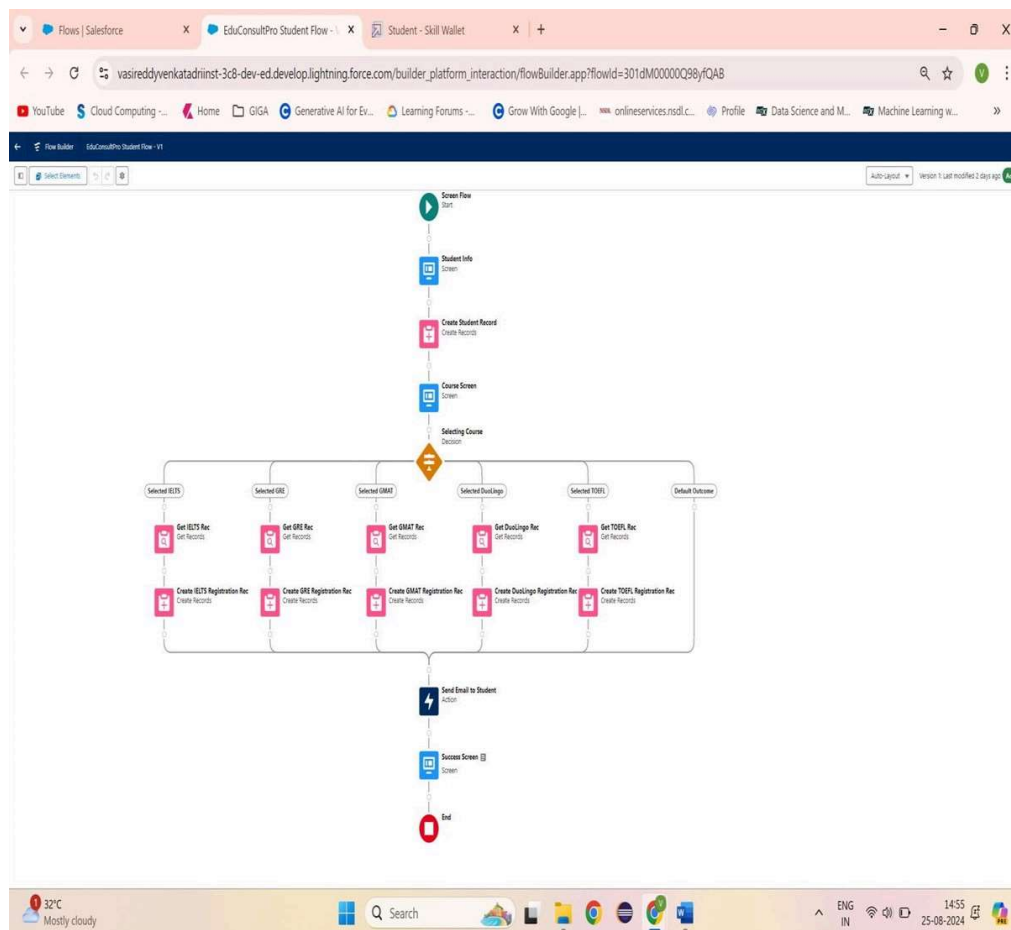 Flows | Salesforce
EduConsultPro Student Flow - V
Student - Skill Wallet
vasireddyvenkatadriinst-3c8-dev-ed.develop.lightning.force.com/builder_platform_interaction/flowBuilder.app?flowId=301dM00000Q98yfQAB
V
YouTube
Cloud Computing -...
Home
GIGA
Generative AI for Ev...
Learning Forums -...
Grow With Google |...
onlineservices.nsdl.c...
Profile
Data Science and M...
Machine Learning w...
Flow Builder
EduConsultPro Student Flow - V1
Select Elements
Auto-Layout
Version 1: Last modified 2 days ago
Screen Flow
Start
Student Info
Screen
Create Student Record
Create Records
Course Screen
Screen
Selecting Course
Decision
Selected IELTS
Selected GRE
Selected GMAT
Selected DuoLingo
Selected TOEFL
Default Outcome
Get IELTS Rec
Get Records
Get GRE Rec
Get Records
Get GMAT Rec
Get Records
Get DuoLingo Rec
Get Records
Get TOEFL Rec
Get Records
Create IELTS Registration Rec
Create Records
Create GRE Registration Rec
Create Records
Create GMAT Registration Rec
Create Records
Create DuoLingo Registration Rec
Create Records
Create TOEFL Registration Rec
Create Records
Send Email to Student
Action
Success Screen
Screen
End
1
32°C
Mostly cloudy
Search
ENG
IN
14:55
25-08-2024
PRE